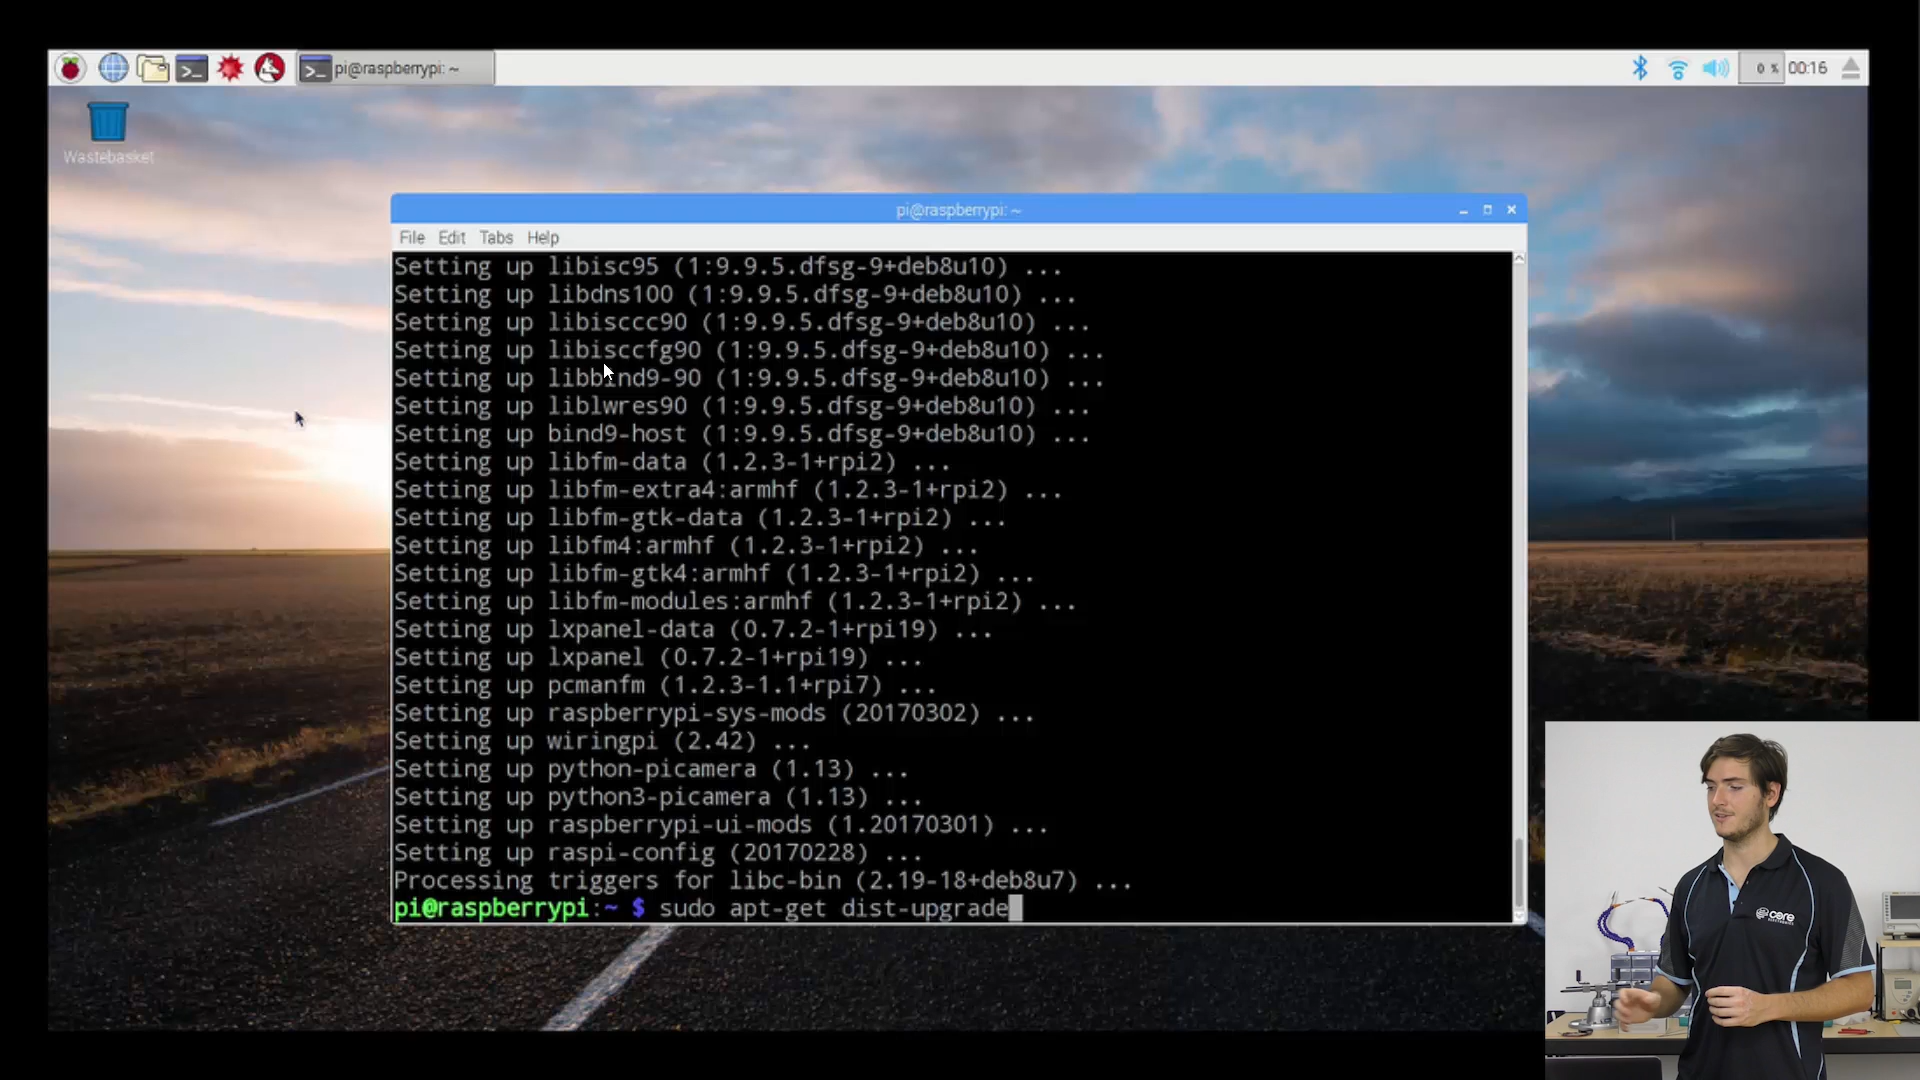 pi@raspberrypi: ~
0 %
00:16
Wastebasket
pi@raspberrypi: ~
File Edit Tabs Help
Setting up libisc95 (1:9.9.5.dfsg-9+deb8u10) ...
Setting up libdns100 (1:9.9.5.dfsg-9+deb8u10) ...
Setting up libisccc90 (1:9.9.5.dfsg-9+deb8u10) ...
Setting up libisccfg90 (1:9.9.5.dfsg-9+deb8u10) ...
Setting up libbind9-90 (1:9.9.5.dfsg-9+deb8u10) ...
Setting up liblwres90 (1:9.9.5.dfsg-9+deb8u10) ...
Setting up bind9-host (1:9.9.5.dfsg-9+deb8u10) ...
Setting up libfm-data (1.2.3-1+rpi2) ...
Setting up libfm-extra4:armhf (1.2.3-1+rpi2) ...
Setting up libfm-gtk-data (1.2.3-1+rpi2) ...
Setting up libfm4:armhf (1.2.3-1+rpi2) ...
Setting up libfm-gtk4:armhf (1.2.3-1+rpi2) ...
Setting up libfm-modules:armhf (1.2.3-1+rpi2) ...
Setting up lxpanel-data (0.7.2-1+rpi19) ...
Setting up lxpanel (0.7.2-1+rpi19) ...
Setting up pcmanfm (1.2.3-1.1+rpi7) ...
Setting up raspberrypi-sys-mods (20170302) ...
Setting up wiringpi (2.42) ...
Setting up python-picamera (1.13) ...
Setting up python3-picamera (1.13) ...
Setting up raspberrypi-ui-mods (1.20170301) ...
Setting up raspi-config (20170228) ...
Processing triggers for libc-bin (2.19-18+deb8u7) ...
pi@raspberrypi:~ $ sudo apt-get dist-upgrade
core